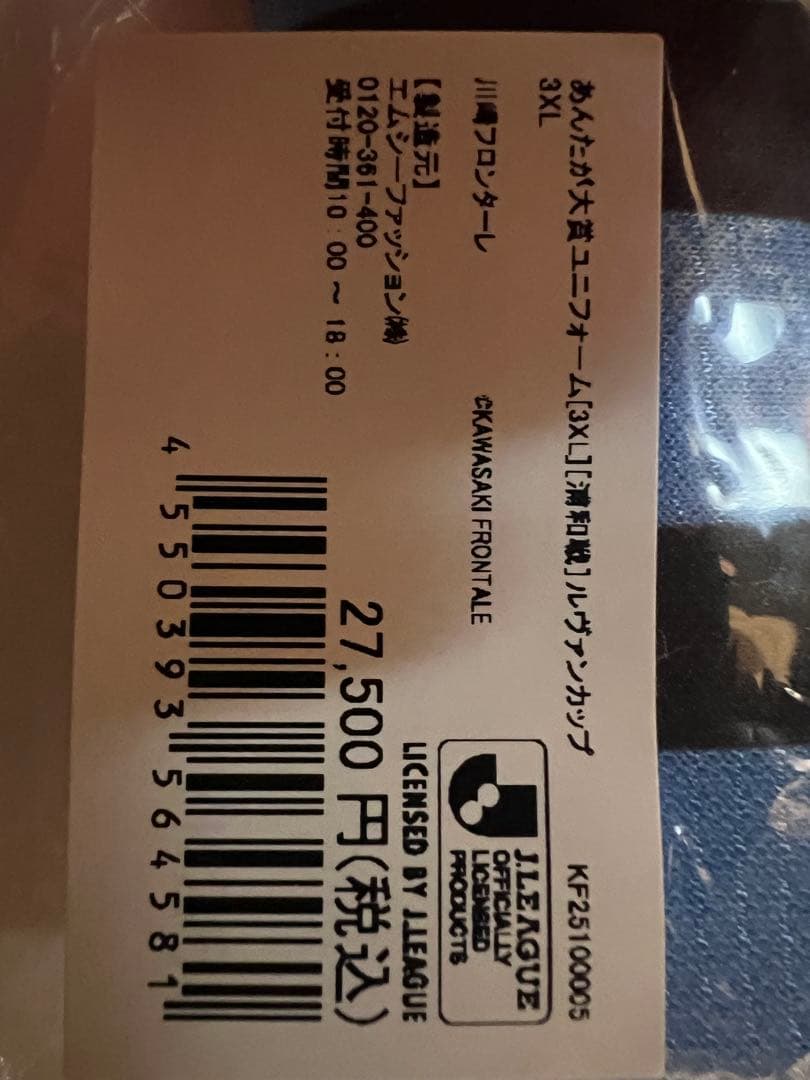 あんたが大賞ユニフォーム[3XL][浦和戦]ルヴァンカップ KF25100005
3XL
川崎フロンターレ ©KAWASAKI FRONTALE
J.LEAGUE
OFFICIALLY
LICENSED
PRODUCTS
LICENSED BY J.LEAGUE
【製造元】
エムシーファッション㈱
0120-361-400
受付時間10:00～18:00
27,500 円(税込)
4 550393 564581